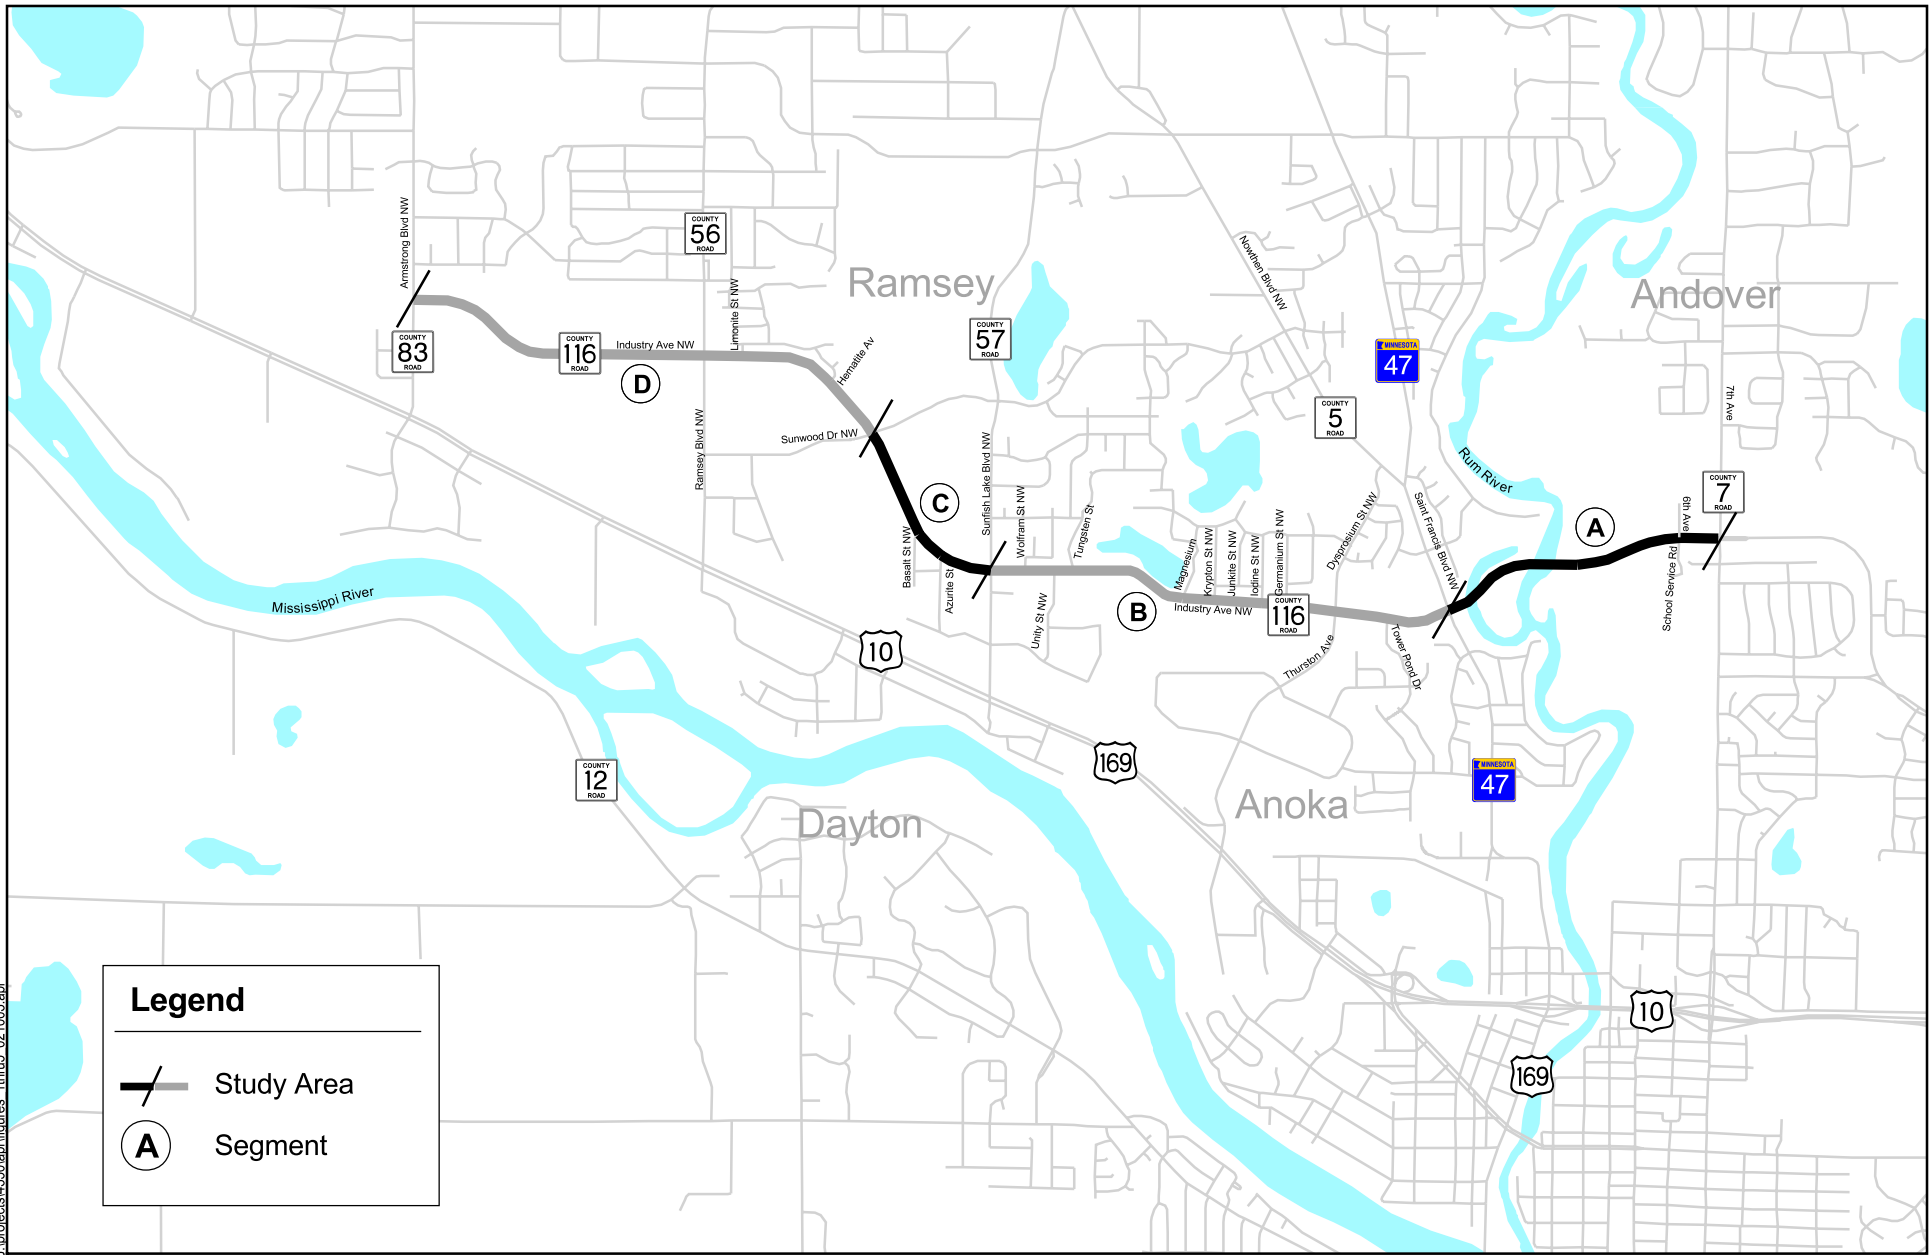 Armstrong Blvd NW
COUNTY
56
ROAD
Nowthen Blvd NW
Ramsey
Andover
Limonite St NW
COUNTY
83
ROAD
COUNTY
116
ROAD
Industry Ave NW
D
Hematite Av
COUNTY
57
ROAD
MINNESOTA
47
COUNTY
5
ROAD
7th Ave
Ramsey Blvd NW
Sunwood Dr NW
Rum River
COUNTY
7
ROAD
C
Sunfish Lake Blvd NW
Wolfram St NW
Tungsten St
Basalt St NW
Azurite St
Magnesium
Krypton St NW
Junkite St NW
Iodine St NW
Germanium St NW
Dysprosium St NW
Saint Francis Blvd NW
A
6th Ave
School Service Rd
Mississippi River
Unity St NW
B
Industry Ave NW
COUNTY
116
ROAD
Thurston Ave
Tower Pond Dr
10
169
COUNTY
12
ROAD
MINNESOTA
47
Dayton
Anoka
10
169
Legend
Study Area
A
Segment